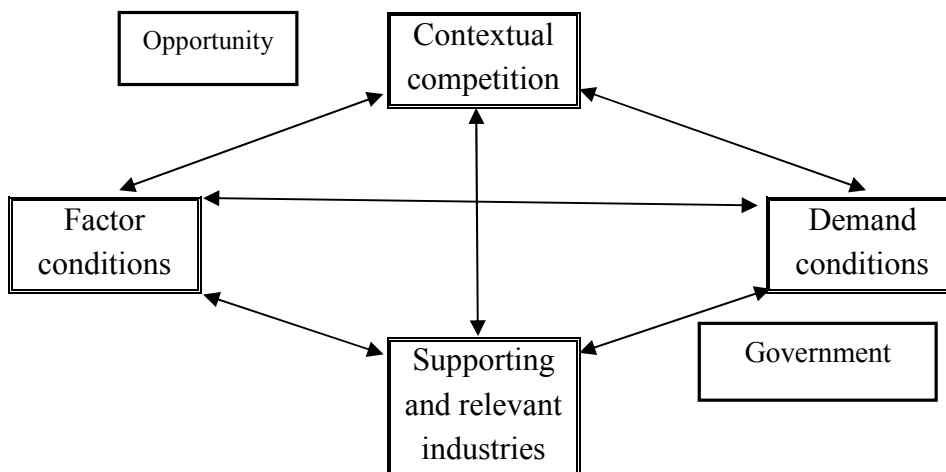 Opportunity
Contextual
competition
Factor
conditions
Demand
conditions
Government
Supporting
and relevant
industries